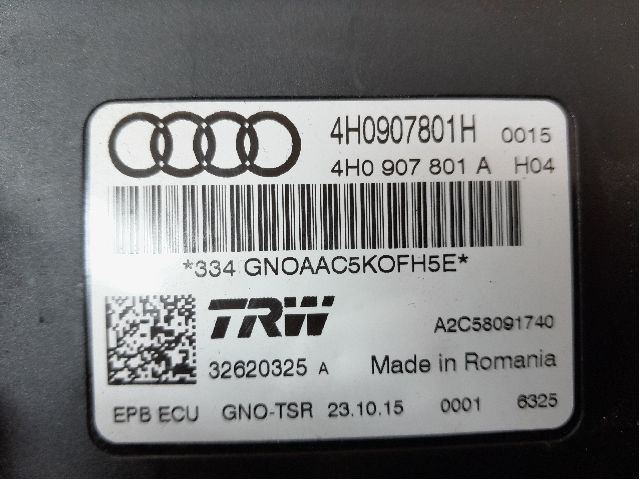 4H0907801H 0015
4H0 907 801 A H04
*334 GNOAAC5KOFH5E*
TRW A2C58091740
32620325 A Made in Romania
EPB ECU GNO-TSR 23.10.15 0001 6325